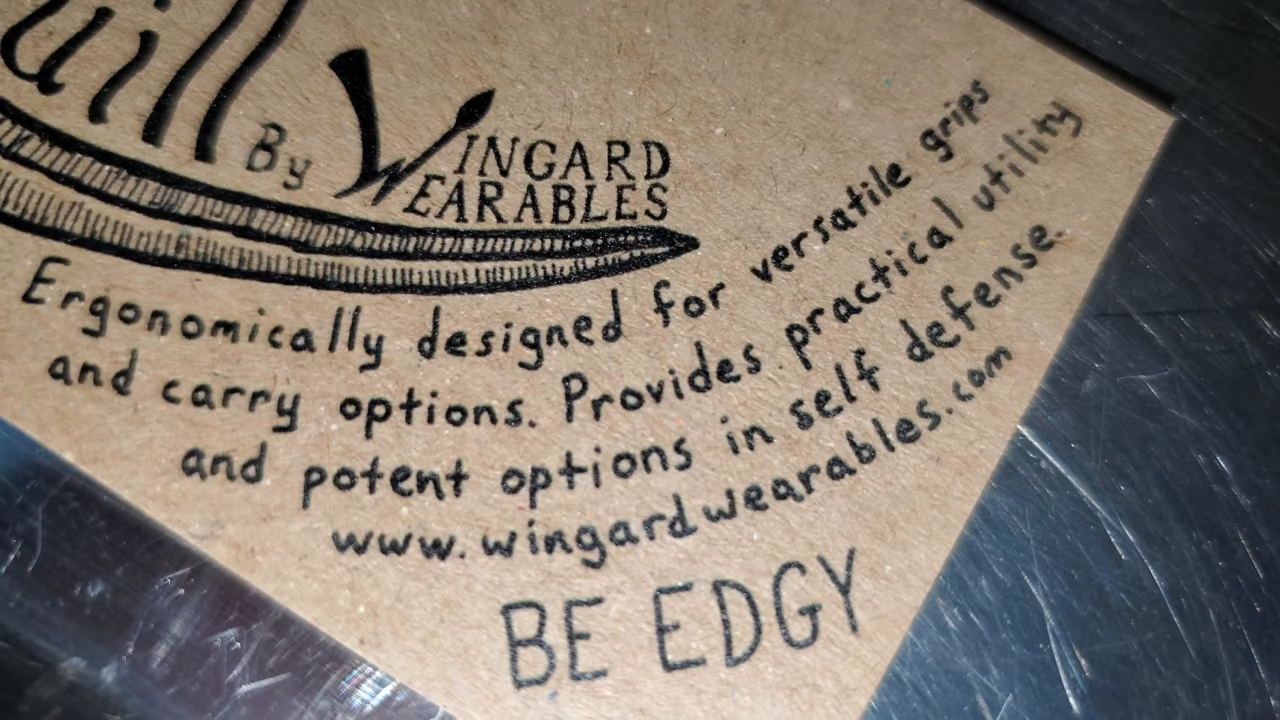 uill
By WINGARD
WEARABLES
Ergonomically designed for versatile grips
and carry options. Provides practical utility
and potent options in self defense.
www.wingardwearables.com
BE EDGY